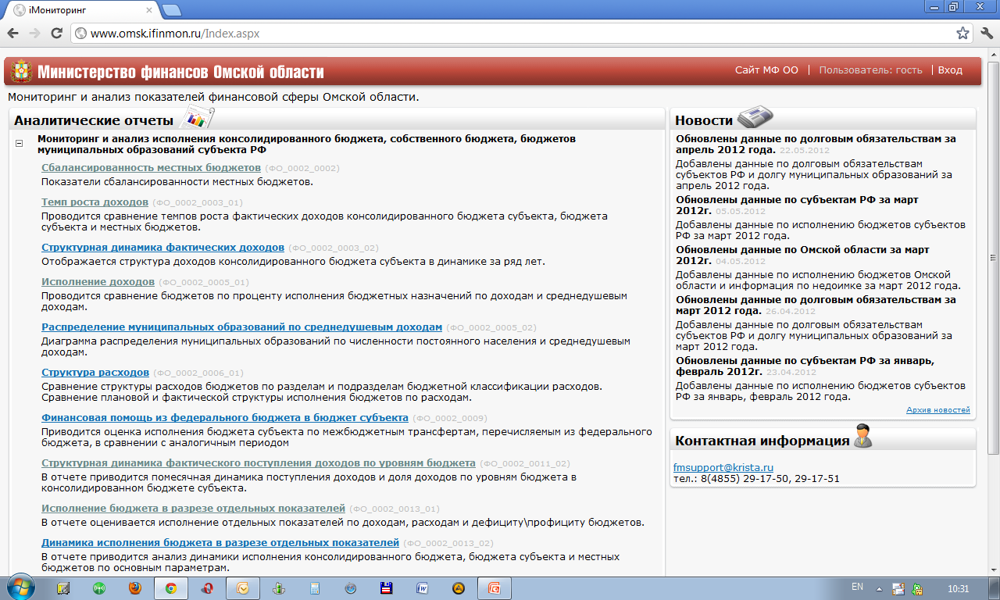 iМониторинг
www.omsk.ifinmon.ru/Index.aspx
Министерство финансов Омской области
Сайт МФ ОО | Пользователь: гость | Вход
Мониторинг и анализ показателей финансовой сферы Омской области.
Аналитические отчеты
Мониторинг и анализ исполнения консолидированного бюджета, собственного бюджета, бюджетов
муниципальных образований субъекта РФ
Сбалансированность местных бюджетов (ФО_0002_0002)
Показатели сбалансированности местных бюджетов.
Темп роста доходов (ФО_0002_0003_01)
Проводится сравнение темпов роста фактических доходов консолидированного бюджета субъекта, бюджета
субъекта и местных бюджетов.
Структурная динамика фактических доходов (ФО_0002_0003_02)
Отображается структура доходов консолидированного бюджета субъекта в динамике за ряд лет.
Исполнение доходов (ФО_0002_0005_01)
Проводится сравнение бюджетов по проценту исполнения бюджетных назначений по доходам и среднедушевым
доходам.
Распределение муниципальных образований по среднедушевым доходам (ФО_0002_0005_02)
Диаграмма распределения муниципальных образований по численности постоянного населения и среднедушевым
доходам.
Структура расходов (ФО_0002_0006_01)
Сравнение структуры расходов бюджетов по разделам и подразделам бюджетной классификации расходов.
Сравнение плановой и фактической структуры исполнения бюджетов по расходам.
Финансовая помощь из федерального бюджета в бюджет субъекта (ФО_0002_0009)
Приводится оценка исполнения бюджета субъекта по межбюджетным трансфертам, перечисляемым из федерального
бюджета, в сравнении с аналогичным периодом
Структурная динамика фактического поступления доходов по уровням бюджета (ФО_0002_0011_02)
В отчете приводится помесячная динамика поступления доходов и доля доходов по уровням бюджета в
консолидированном бюджете субъекта.
Исполнение бюджета в разрезе отдельных показателей (ФО_0002_0013_01)
В отчете оценивается исполнение отдельных показателей по доходам, расходам и дефициту\профициту бюджетов.
Динамика исполнения бюджета в разрезе отдельных показателей (ФО_0002_0013_02)
В отчете приводится анализ динамики исполнения консолидированного бюджета, бюджета субъекта и местных
бюджетов по основным параметрам.
Новости
Обновлены данные по долговым обязательствам за
апрель 2012 года. 22.05.2012
Добавлены данные по долговым обязательствам
субъектов РФ и долгу муниципальных образований за
апрель 2012 года.
Обновлены данные по субъектам РФ за март
2012г. 05.05.2012
Добавлены данные по исполнению бюджетов субъектов
РФ за март 2012 года.
Обновлены данные по Омской области за март
2012г. 04.05.2012
Добавлены данные по исполнению бюджетов Омской
области и информация по недоимке за март 2012 года.
Обновлены данные по долговым обязательствам за
март 2012 года. 26.04.2012
Добавлены данные по долговым обязательствам
субъектов РФ и долгу муниципальных образований за
март 2012 года.
Обновлены данные по субъектам РФ за январь,
февраль 2012г. 23.04.2012
Добавлены данные по исполнению бюджетов субъектов
РФ за январь, февраль 2012 года.
Архив новостей
Контактная информация
fmsupport@krista.ru
тел.: 8(4855) 29-17-50, 29-17-51
EN
10:31